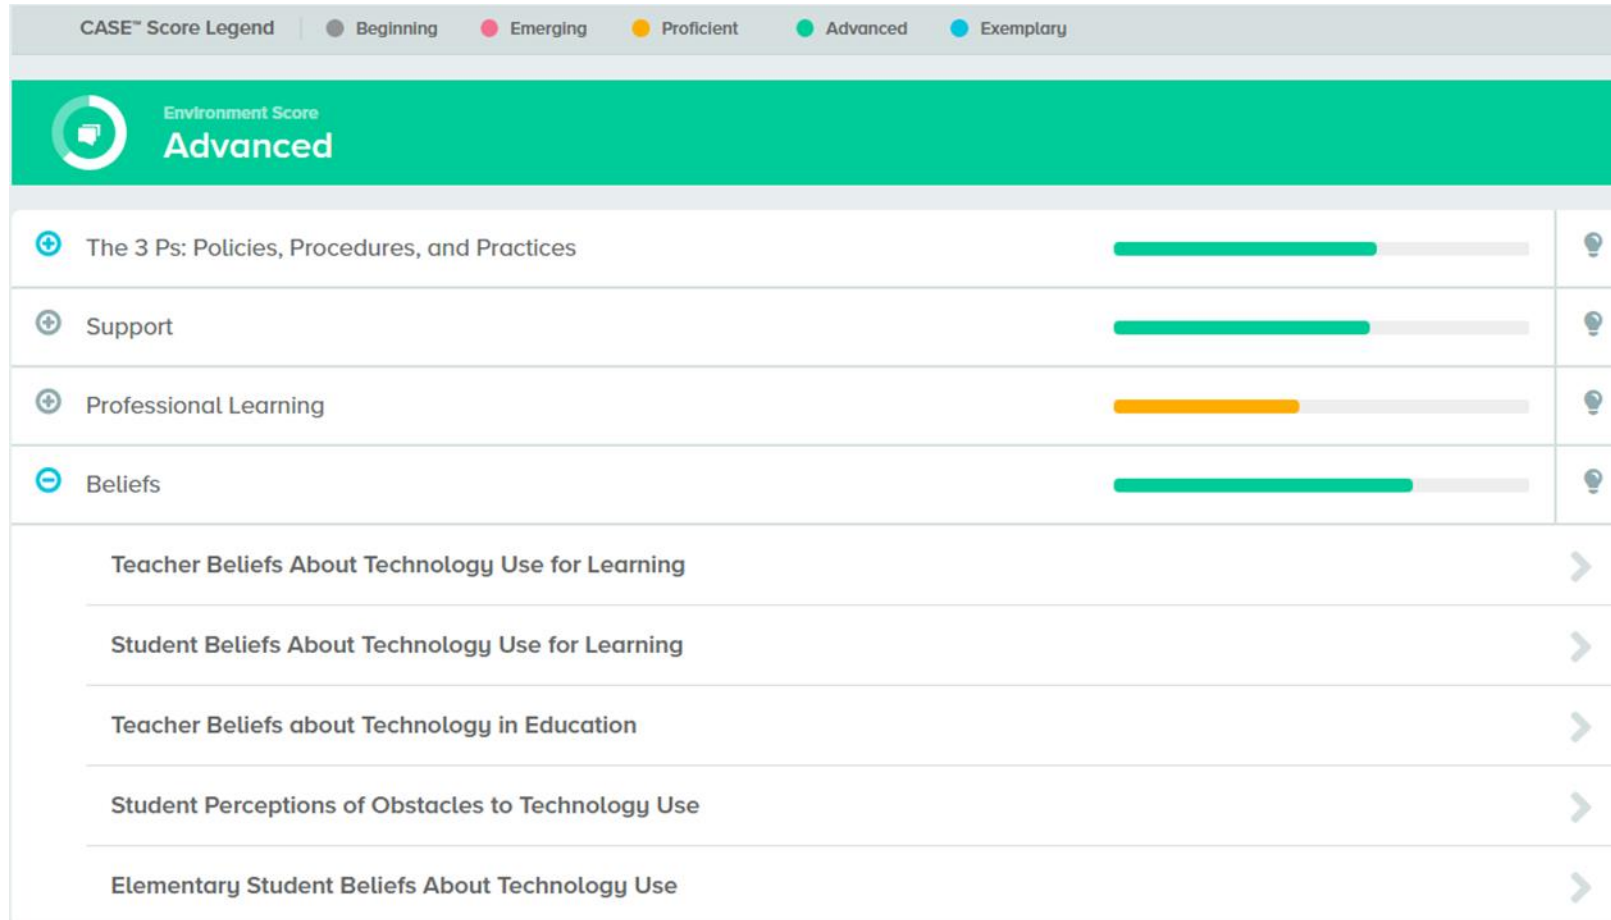 CASE™ Score Legend Beginning Emerging Proficient Advanced Exemplary
Environment Score
Advanced
The 3 Ps: Policies, Procedures, and Practices
Support
Professional Learning
Beliefs
Teacher Beliefs About Technology Use for Learning
Student Beliefs About Technology Use for Learning
Teacher Beliefs about Technology in Education
Student Perceptions of Obstacles to Technology Use
Elementary Student Beliefs About Technology Use